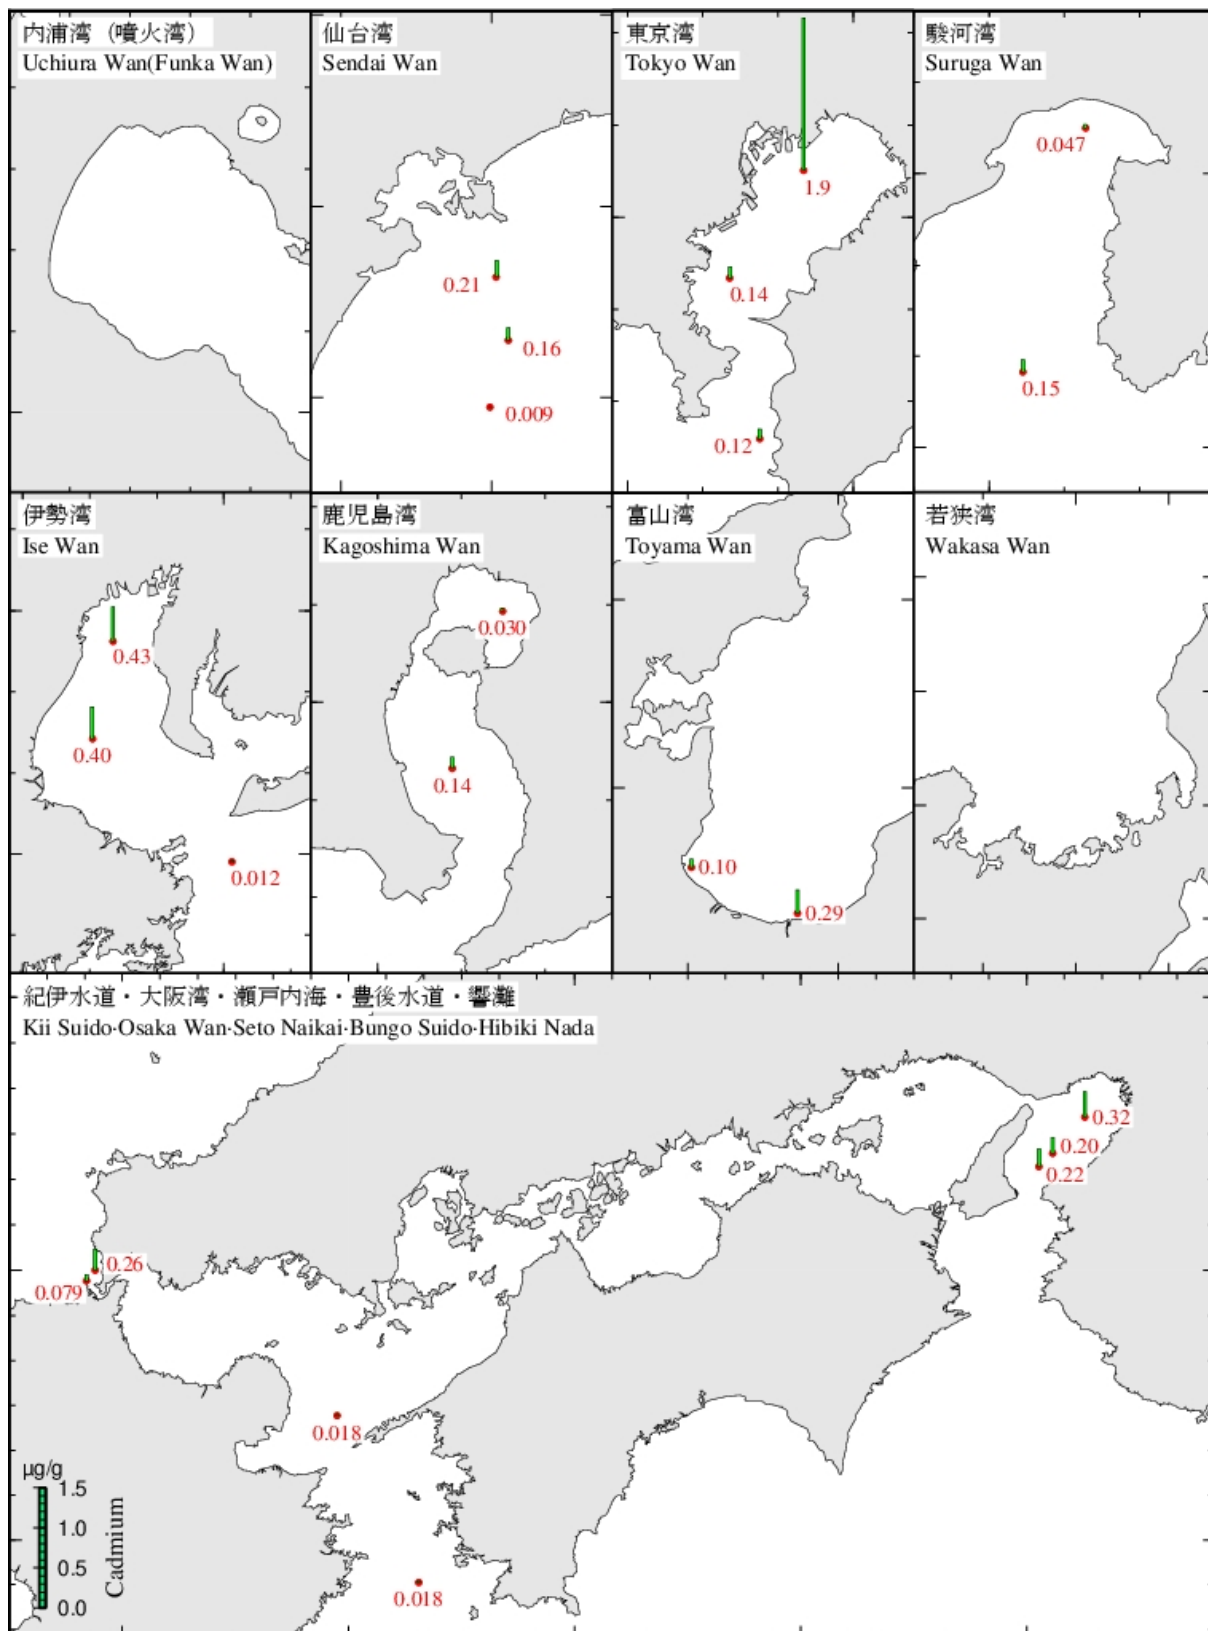 内浦湾（噴火湾）
Uchiura Wan(Funka Wan)
仙台湾
Sendai Wan
0.21
0.16
0.009
東京湾
Tokyo Wan
1.9
0.14
0.12
駿河湾
Suruga Wan
0.047
0.15
伊勢湾
Ise Wan
0.43
0.40
0.012
鹿児島湾
Kagoshima Wan
0.030
0.14
富山湾
Toyama Wan
0.10
0.29
若狭湾
Wakasa Wan
紀伊水道・大阪湾・瀬戸内海・豊後水道・響灘
Kii Suido·Osaka Wan·Seto Naikai·Bungo Suido·Hibiki Nada
0.32
0.20
0.22
0.26
0.079
0.018
0.018
µg/g
1.5
1.0
0.5
0.0
Cadmium